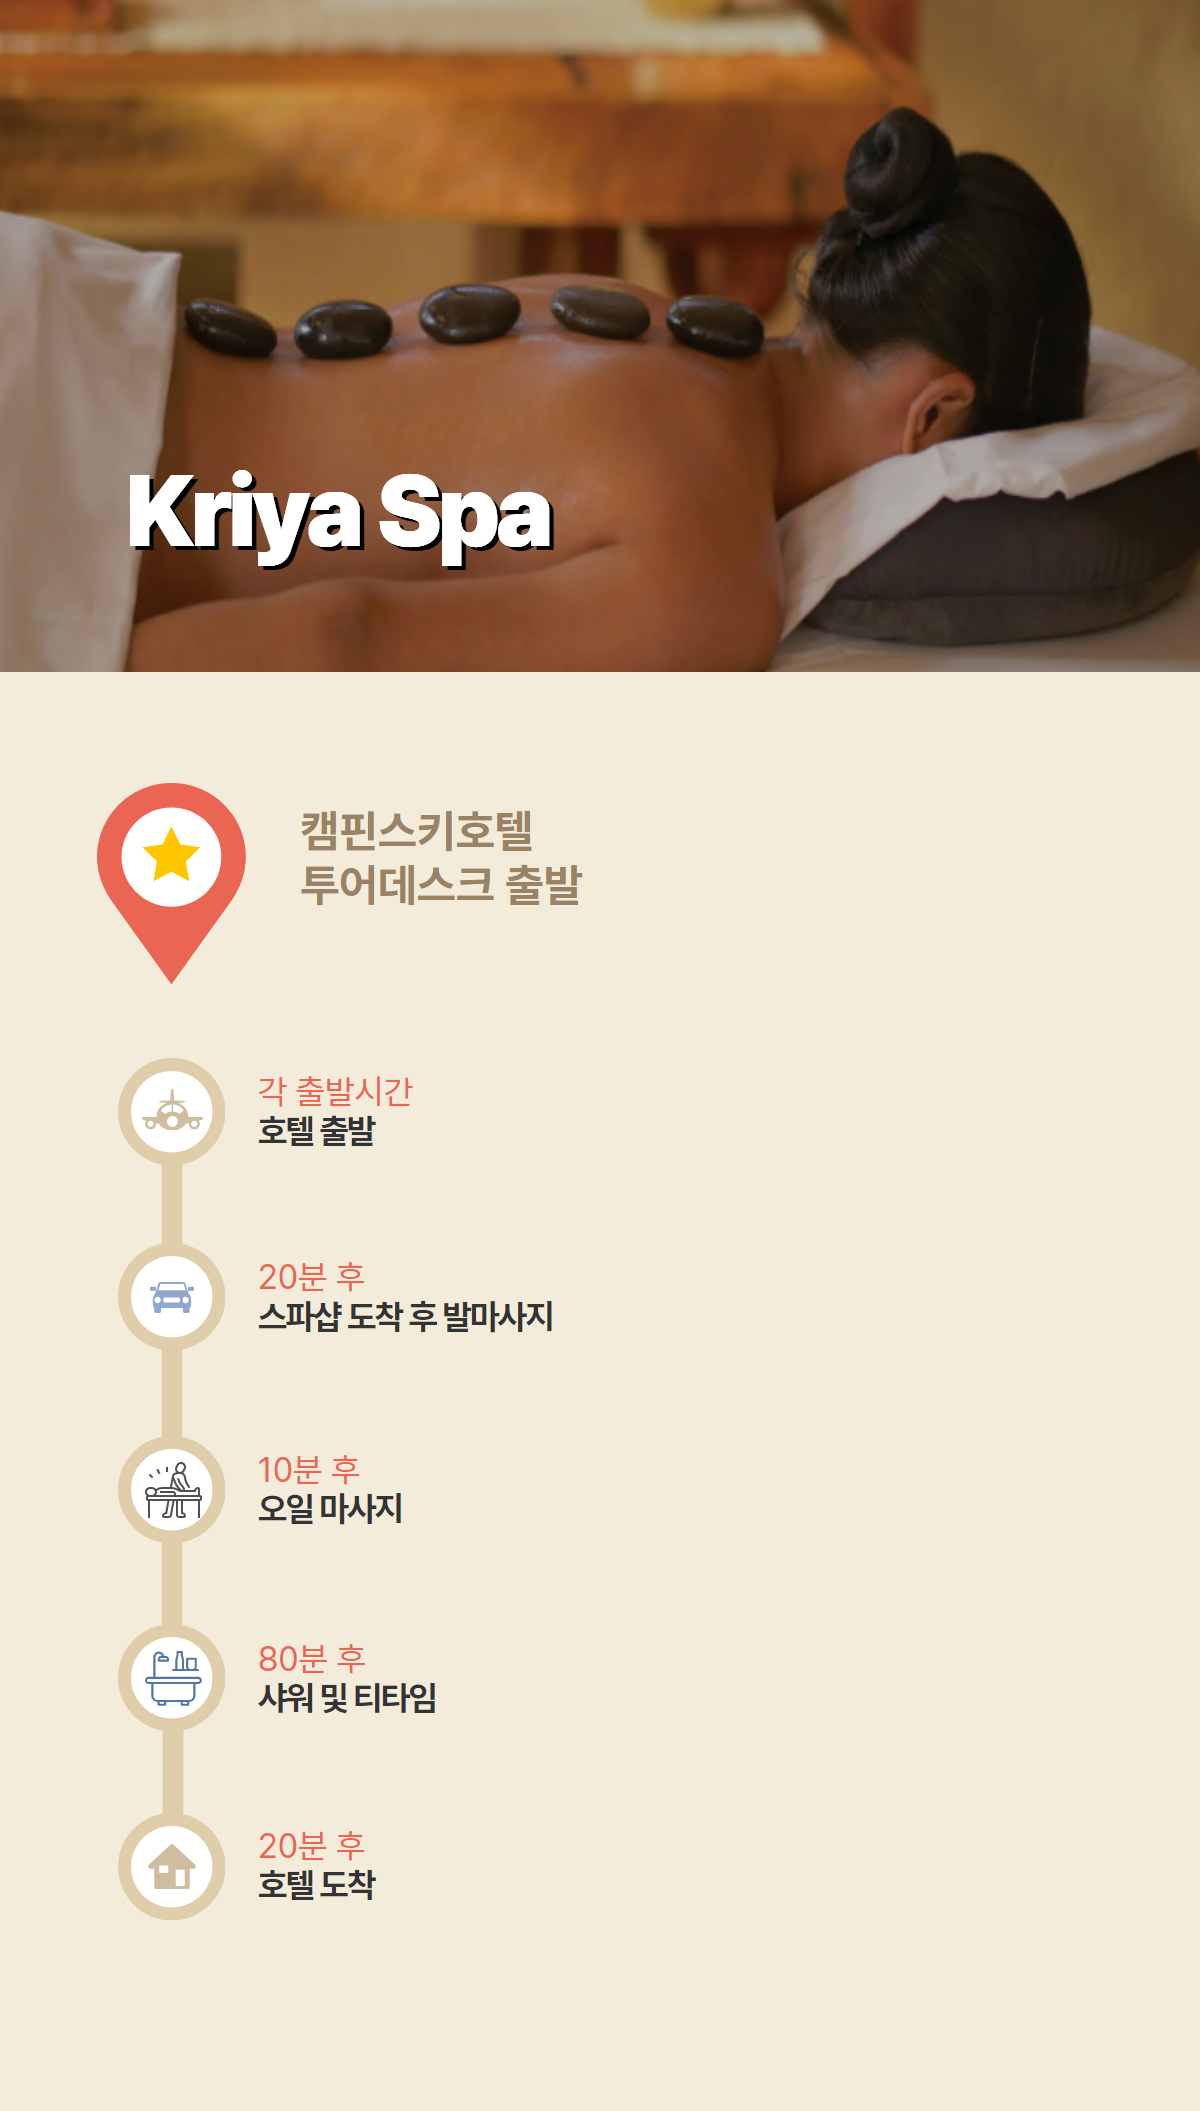 Kriya Spa
캠핀스키호텔
투어데스크 출발
각 출발시간
호텔 출발
20분 후
스파샵 도착 후 발마사지
10분 후
오일 마사지
80분 후
샤워 및 티타임
20분 후
호텔 도착